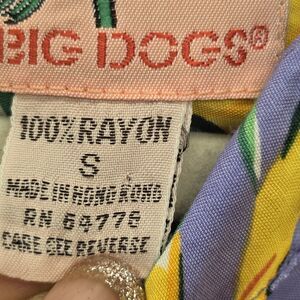 BIG DOGS®
100% RAYON
S
MADE IN HONG KONG
RN 64776
CARE SEE REVERSE